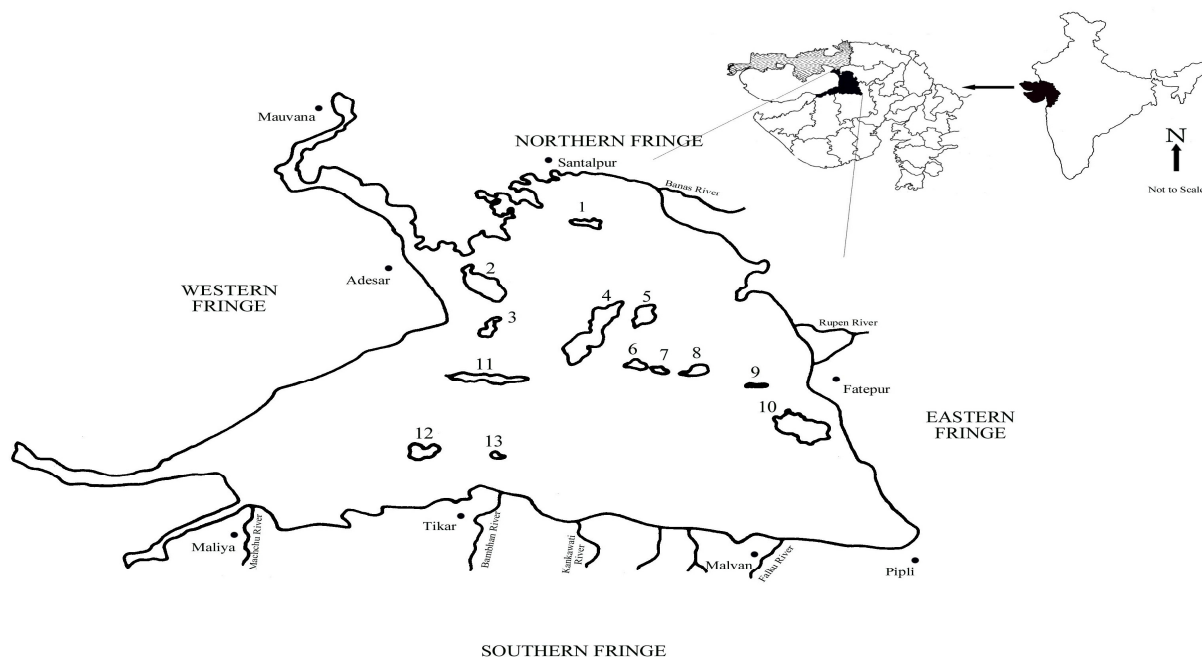 N
Not to Scale
Mauvana
NORTHERN FRINGE
Santalpur
Banas River
1
Adesar
2
WESTERN
FRINGE
3
4
5
Rupen River
6
7
8
11
9
Fatepur
10
EASTERN
FRINGE
12
13
Tikar
Maliya
Machchu River
Bambhan River
Kankawati
River
Malvan
Falku River
Pipli
SOUTHERN FRINGE